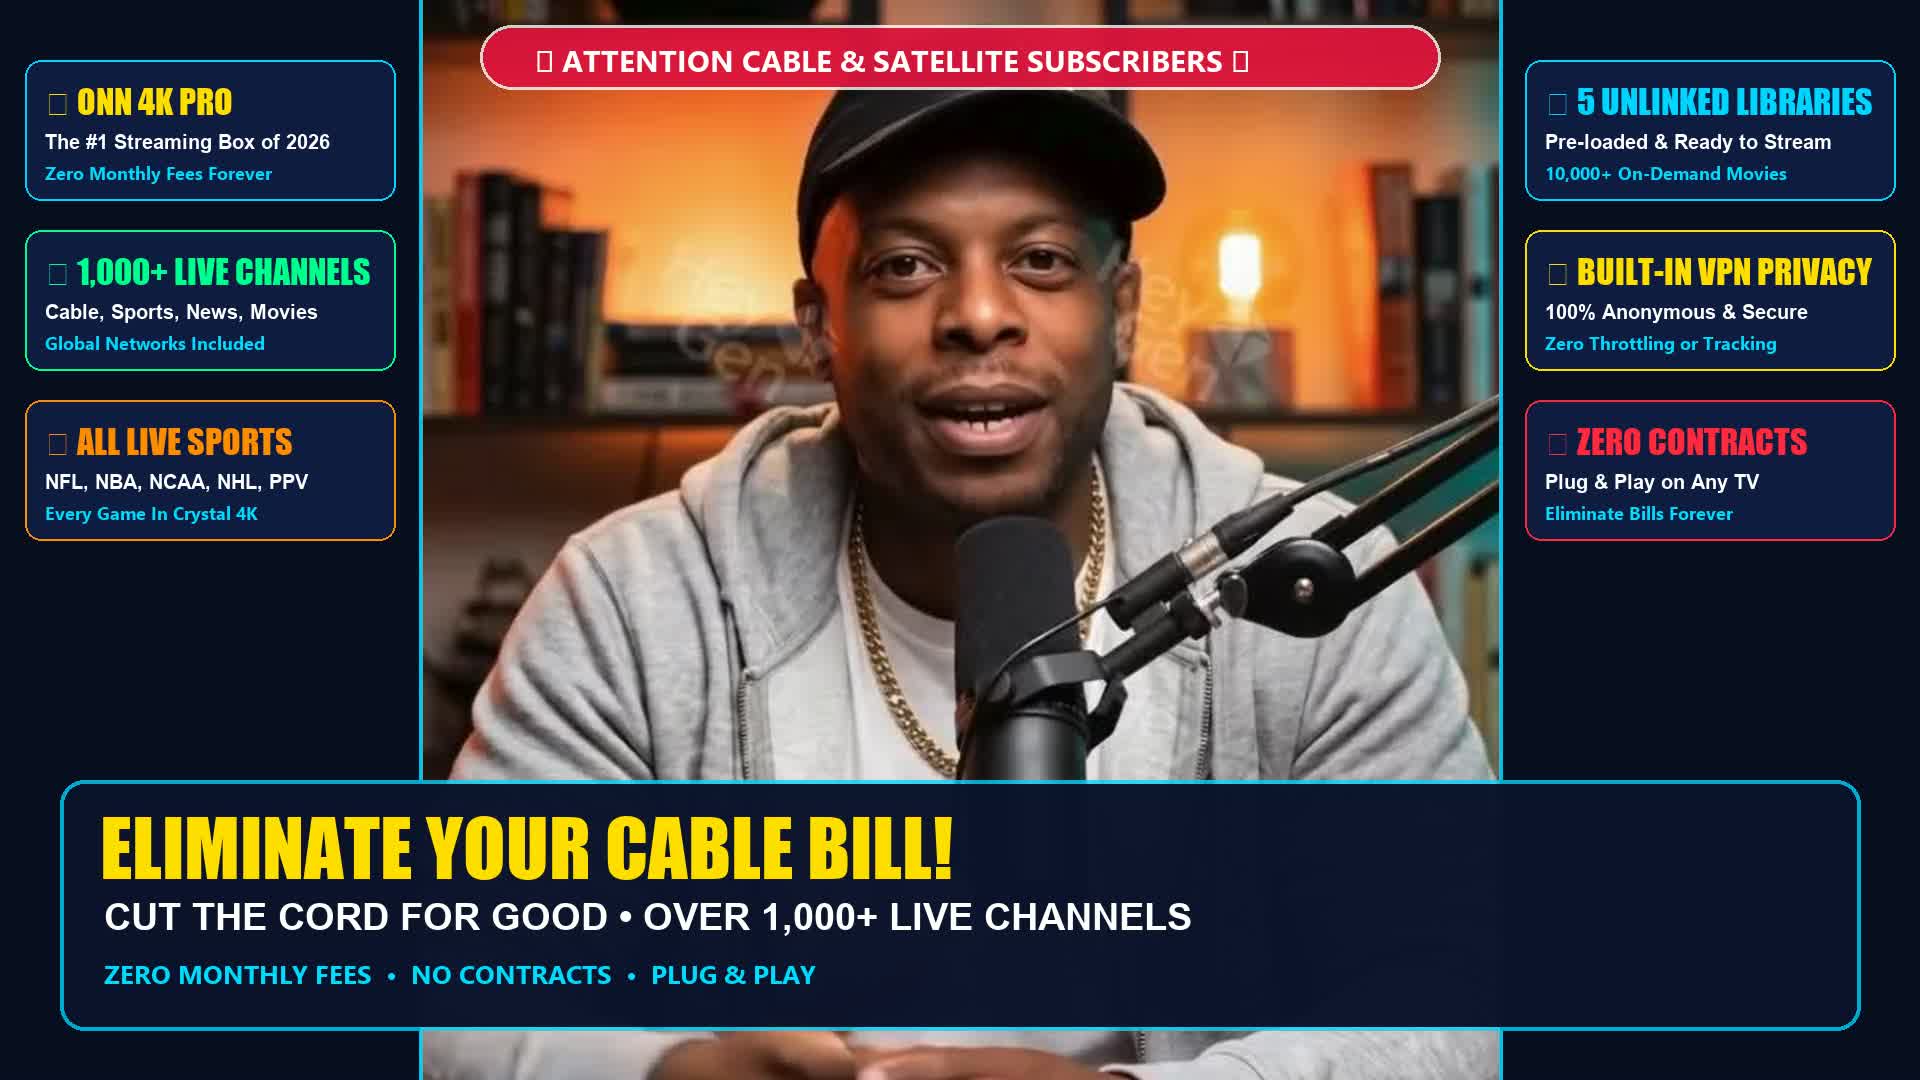 ATTENTION CABLE & SATELLITE SUBSCRIBERS
ONN 4K PRO
The #1 Streaming Box of 2026
Zero Monthly Fees Forever
1,000+ LIVE CHANNELS
Cable, Sports, News, Movies
Global Networks Included
ALL LIVE SPORTS
NFL, NBA, NCAA, NHL, PPV
Every Game In Crystal 4K
5 UNLINKED LIBRARIES
Pre-loaded & Ready to Stream
10,000+ On-Demand Movies
BUILT-IN VPN PRIVACY
100% Anonymous & Secure
Zero Throttling or Tracking
ZERO CONTRACTS
Plug & Play on Any TV
Eliminate Bills Forever
ELIMINATE YOUR CABLE BILL!
CUT THE CORD FOR GOOD • OVER 1,000+ LIVE CHANNELS
ZERO MONTHLY FEES • NO CONTRACTS • PLUG & PLAY